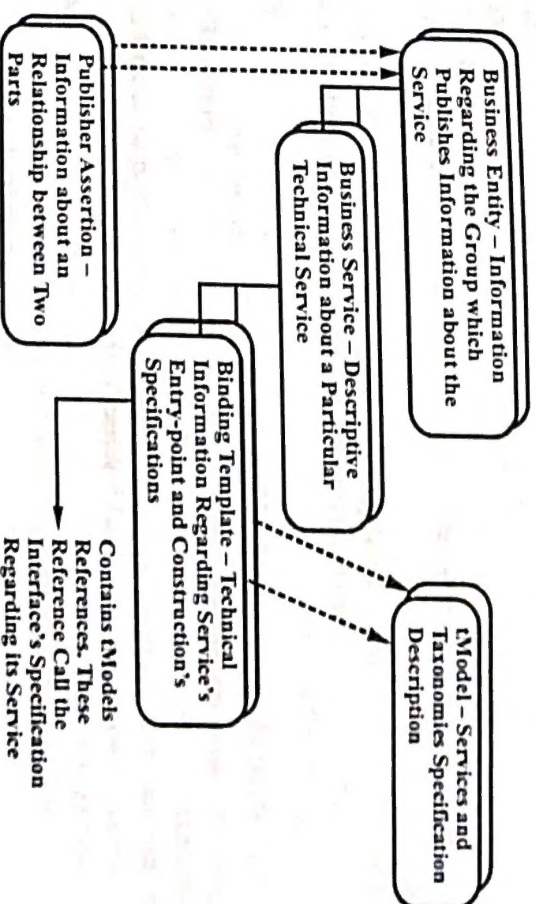 Business Entity – Information
Regarding the Group which
Publishes Information about the
Service
tModel – Services and
Taxonomies Specification
Description
Business Service – Descriptive
Information about a Particular
Technical Service
Binding Template – Technical
Information Regarding Service's
Entry-point and Construction's
Specifications
Publisher Assertion –
Information about an
Relationship between Two
Parts
Contains tModels
References. These
Reference Call the
Interface's Specification
Regarding its Service